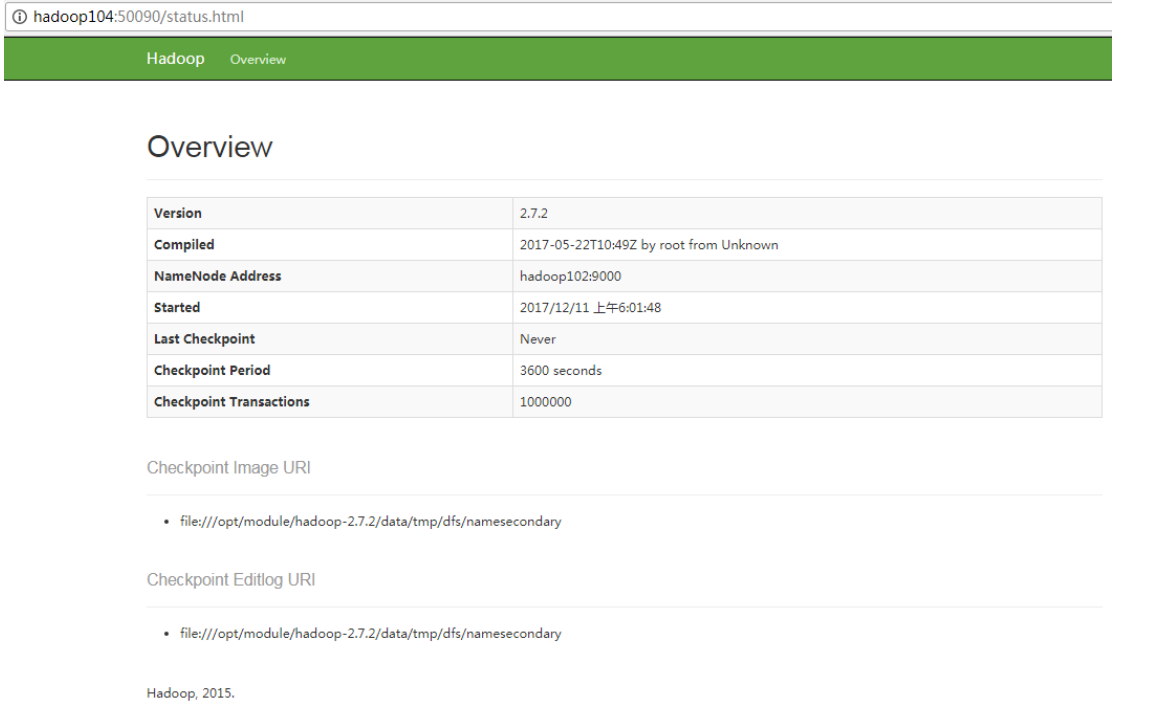 hadoop104:50090/status.html
Hadoop Overview
Overview
Version 2.7.2
Compiled 2017-05-22T10:49Z by root from Unknown
NameNode Address hadoop102:9000
Started 2017/12/11 上午6:01:48
Last Checkpoint Never
Checkpoint Period 3600 seconds
Checkpoint Transactions 1000000
Checkpoint Image URI
• file:///opt/module/hadoop-2.7.2/data/tmp/dfs/namesecondary
Checkpoint Editlog URI
• file:///opt/module/hadoop-2.7.2/data/tmp/dfs/namesecondary
Hadoop, 2015.